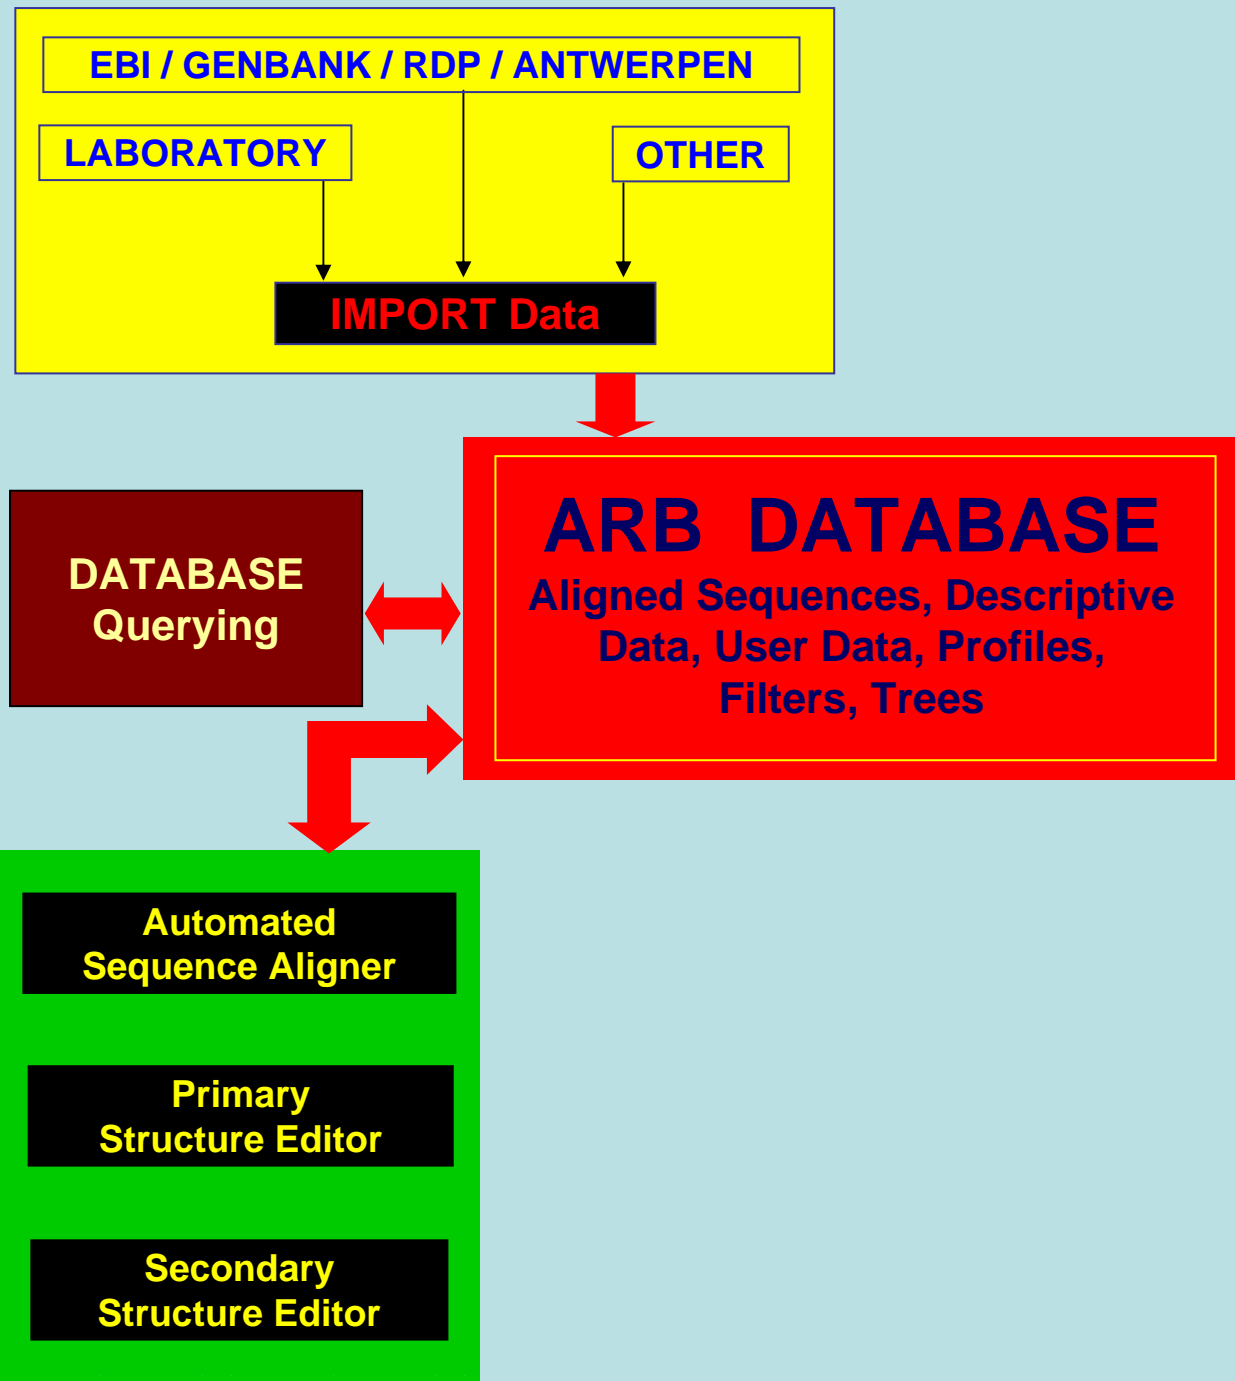 EBI / GENBANK / RDP / ANTWERPEN
LABORATORY
OTHER
IMPORT Data
ARB DATABASE
Aligned Sequences, Descriptive
Data, User Data, Profiles,
Filters, Trees
DATABASE
Querying
Automated
Sequence Aligner
Primary
Structure Editor
Secondary
Structure Editor